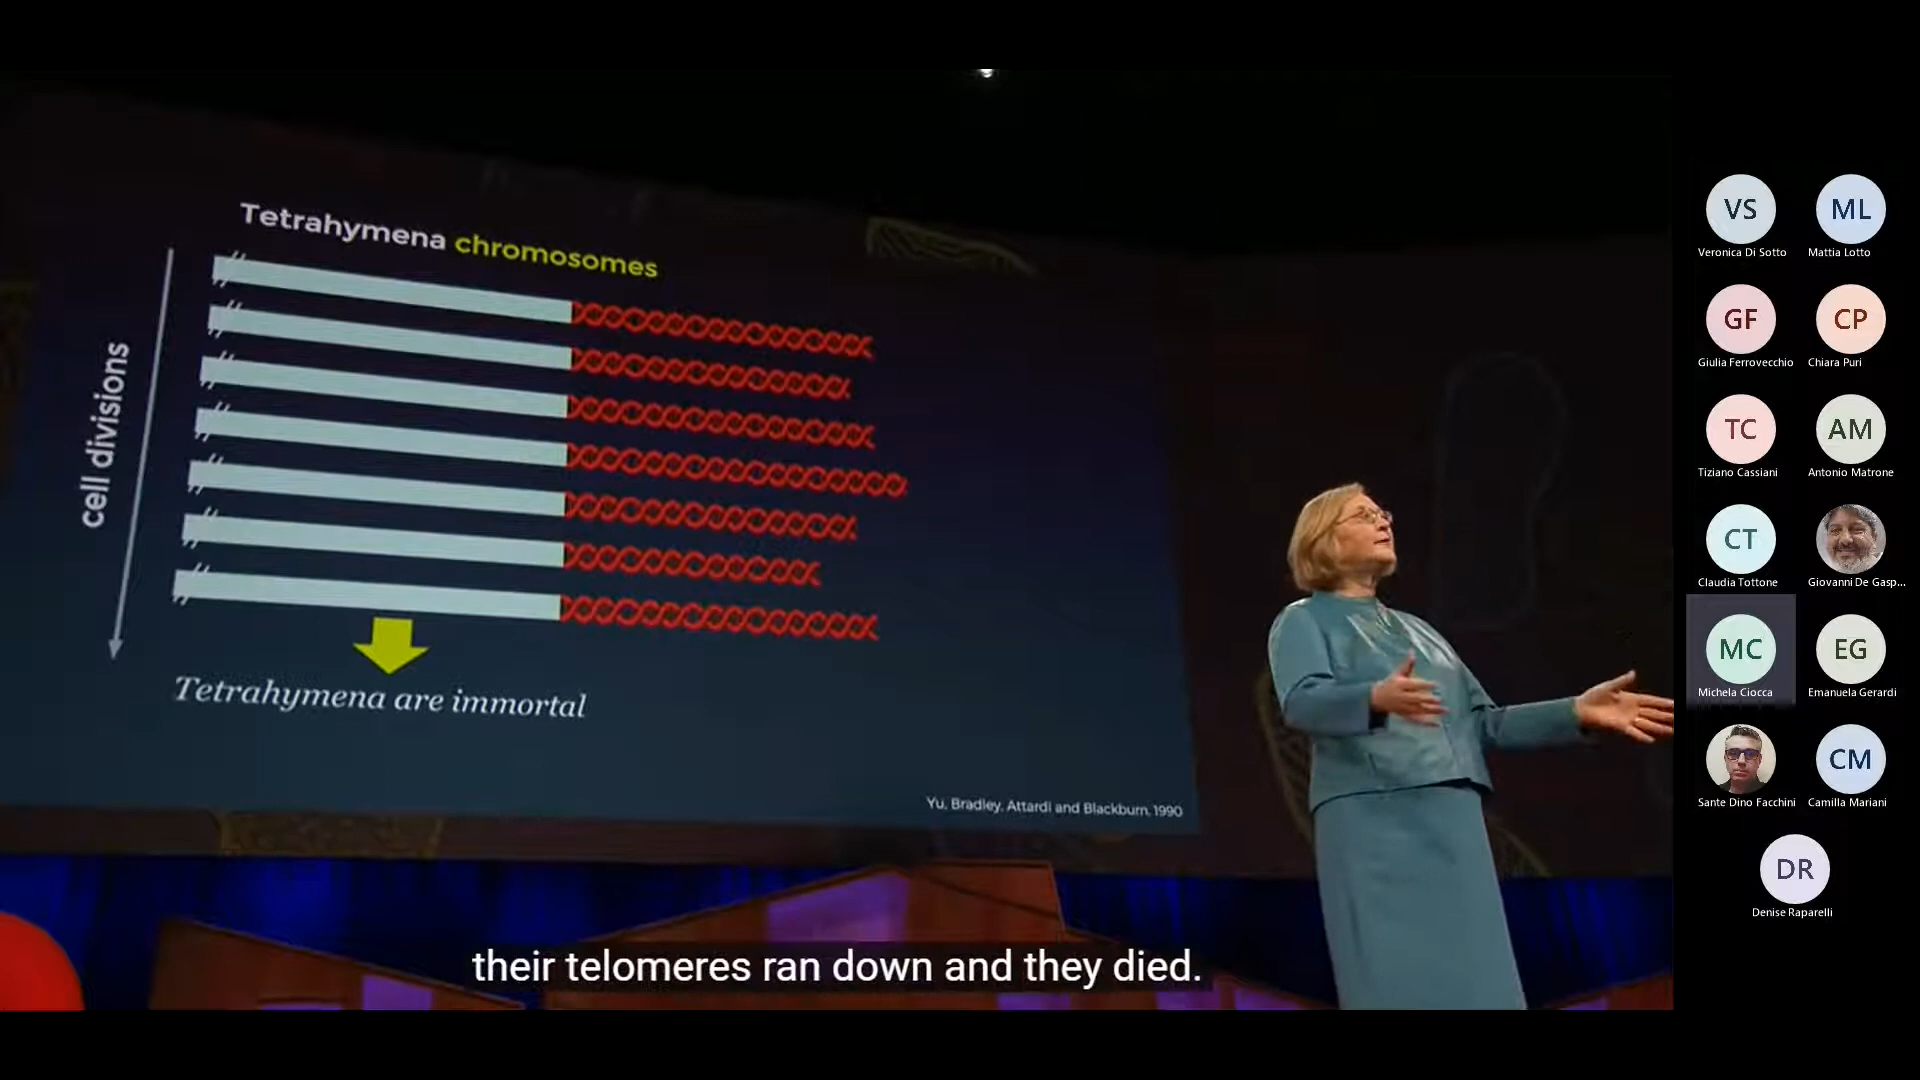 Tetrahymena chromosomes
cell divisions
Tetrahymena are immortal
Yu, Bradley, Attardi and Blackburn, 1990
their telomeres ran down and they died.
VS
Veronica Di Sotto
ML
Mattia Lotto
GF
Giulia Ferrovecchio
CP
Chiara Puri
TC
Tiziano Cassiani
AM
Antonio Matrone
CT
Claudia Tottone
Giovanni De Gasp...
MC
Michela Ciocca
EG
Emanuela Gerardi
Sante Dino Facchini
CM
Camilla Mariani
DR
Denise Raparelli